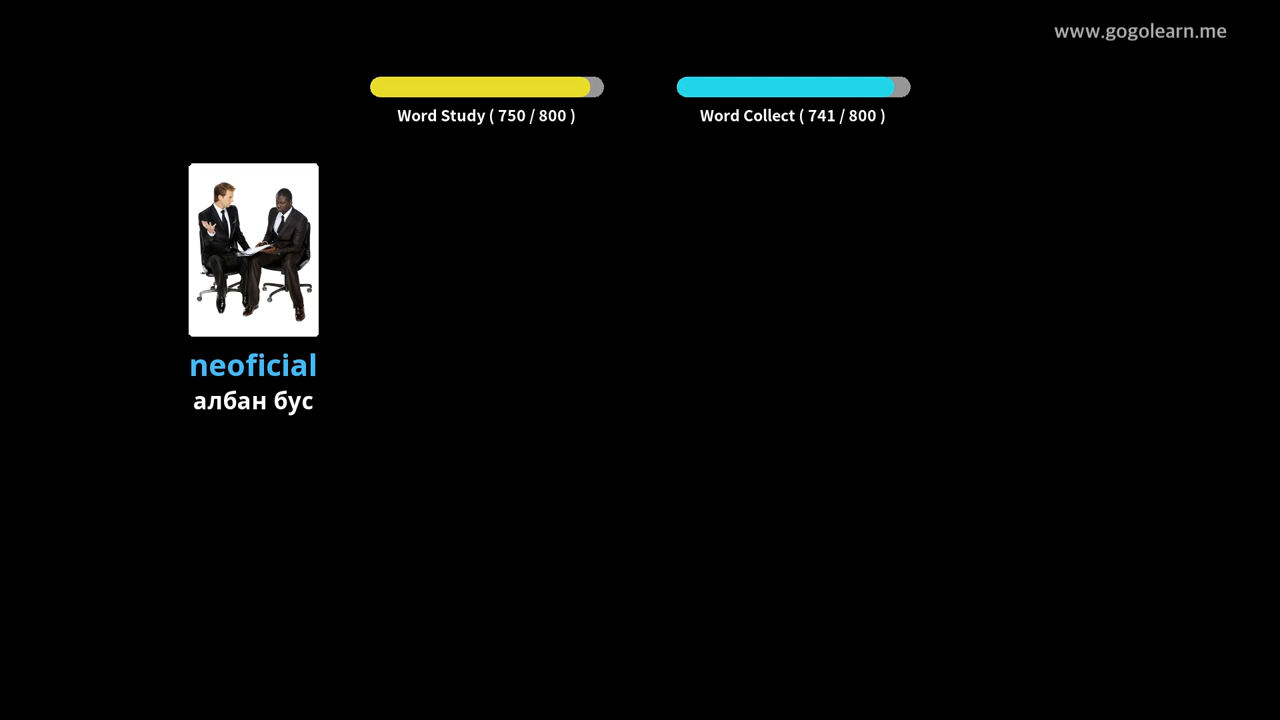 www.gogolearn.me
Word Study ( 750 / 800 )
Word Collect ( 741 / 800 )
neoficial
албан бус